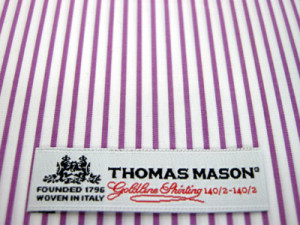 THOMAS MASON®
FOUNDED 1796
WOVEN IN ITALY
Goldline Shirting 140/2-140/2